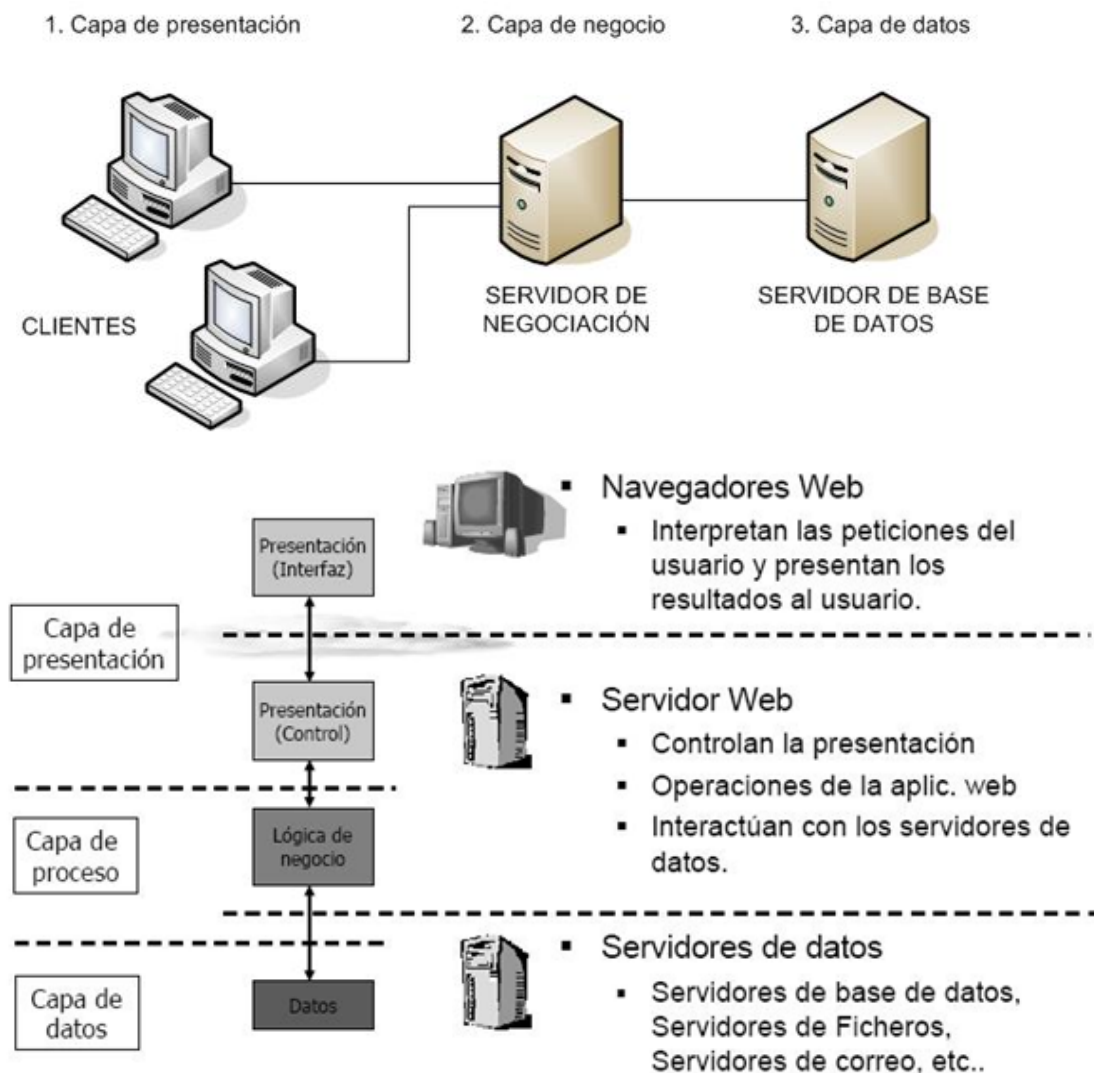 1. Capa de presentación
2. Capa de negocio
3. Capa de datos
CLIENTES
SERVIDOR DE
NEGOCIACIÓN
SERVIDOR DE BASE
DE DATOS
▪ Navegadores Web
▪ Interpretan las peticiones del
usuario y presentan los
resultados al usuario.
Presentación
(Interfaz)
Capa de
presentación
Presentación
(Control)
▪ Servidor Web
▪ Controlan la presentación
▪ Operaciones de la aplic. web
▪ Interactúan con los servidores de
datos.
Capa de
proceso
Lógica de
negocio
▪ Servidores de datos
▪ Servidores de base de datos,
Servidores de Ficheros,
Servidores de correo, etc..
Capa de
datos
Datos